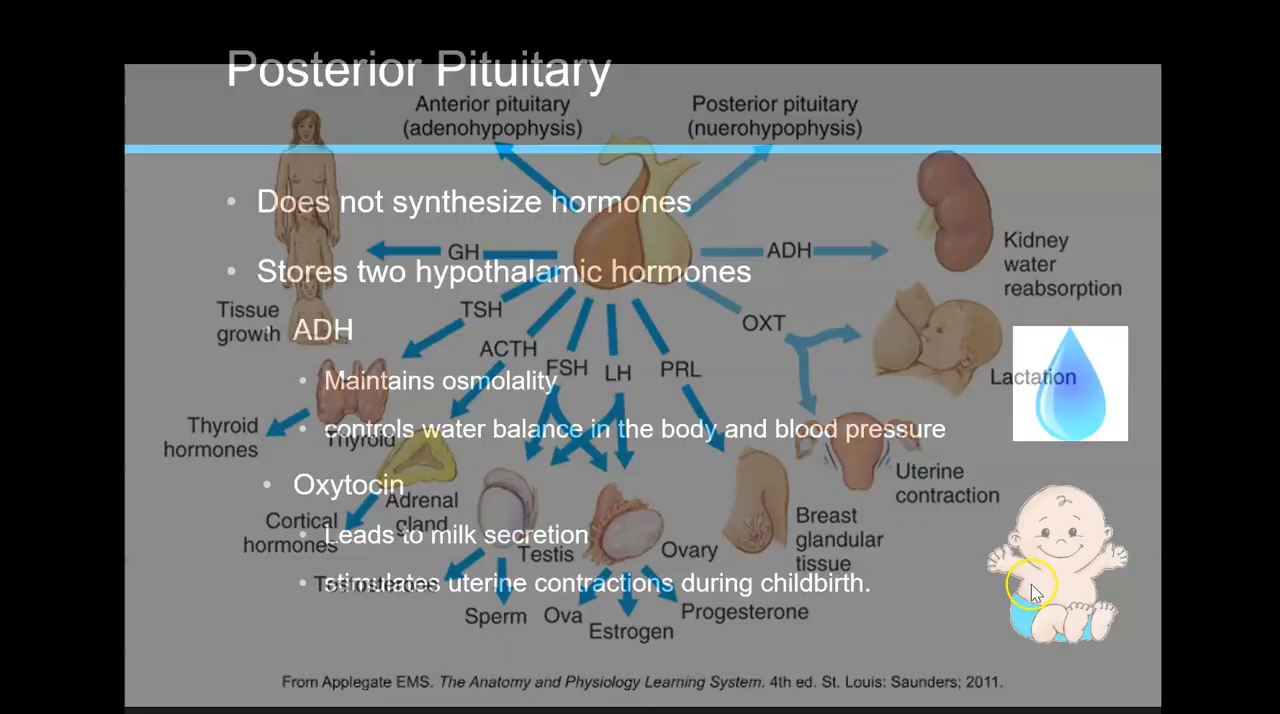 Posterior Pituitary
Anterior pituitary
(adenohypophysis)
Posterior pituitary
(nuerohypophysis)
• Does not synthesize hormones
GH
ADH
Kidney
water
reabsorption
• Stores two hypothalamic hormones
Tissue
growth
TSH
OXT
• ADH
ACTH
FSH
LH
PRL
• Maintains osmolality
Lactation
Thyroid
hormones
Thyroid
• controls water balance in the body and blood pressure
Uterine
contraction
• Oxytocin
Adrenal
gland
Cortical
hormones
Breast
glandular
tissue
• Leads to milk secretion
Testis
Ovary
• stimulates uterine contractions during childbirth.
Sperm
Ova
Estrogen
Progesterone
From Applegate EMS. The Anatomy and Physiology Learning System. 4th ed. St. Louis: Saunders; 2011.